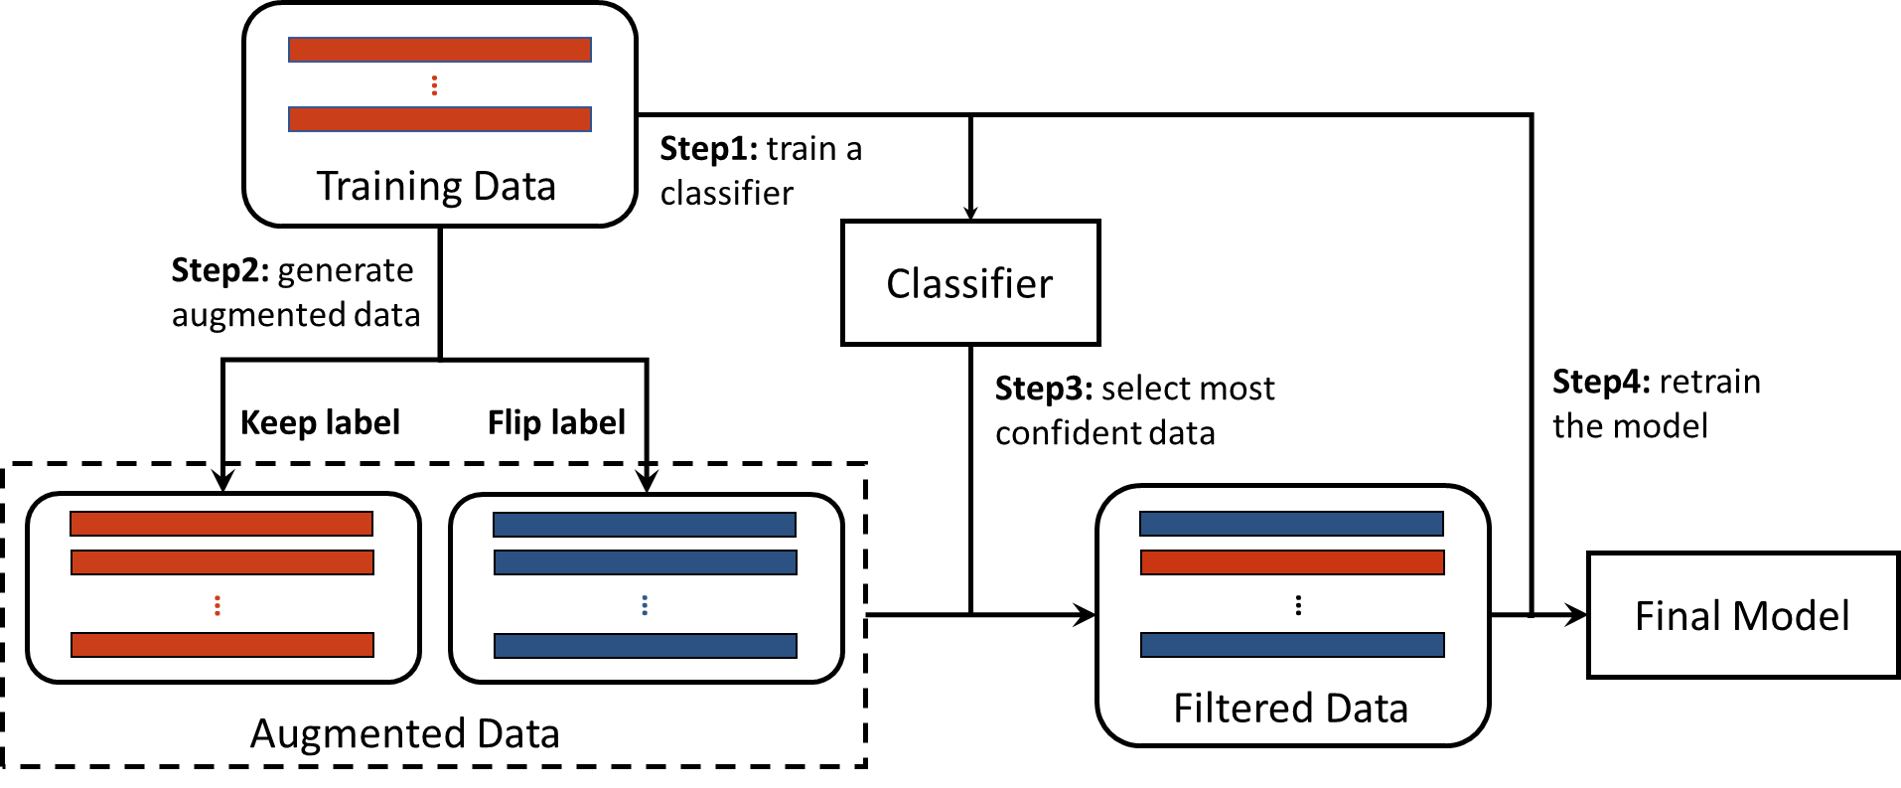 Training Data
Step1: train a
classifier
Step2: generate
augmented data
Classifier
Keep label
Flip label
Step3: select most
confident data
Step4: retrain
the model
Augmented Data
Filtered Data
Final Model